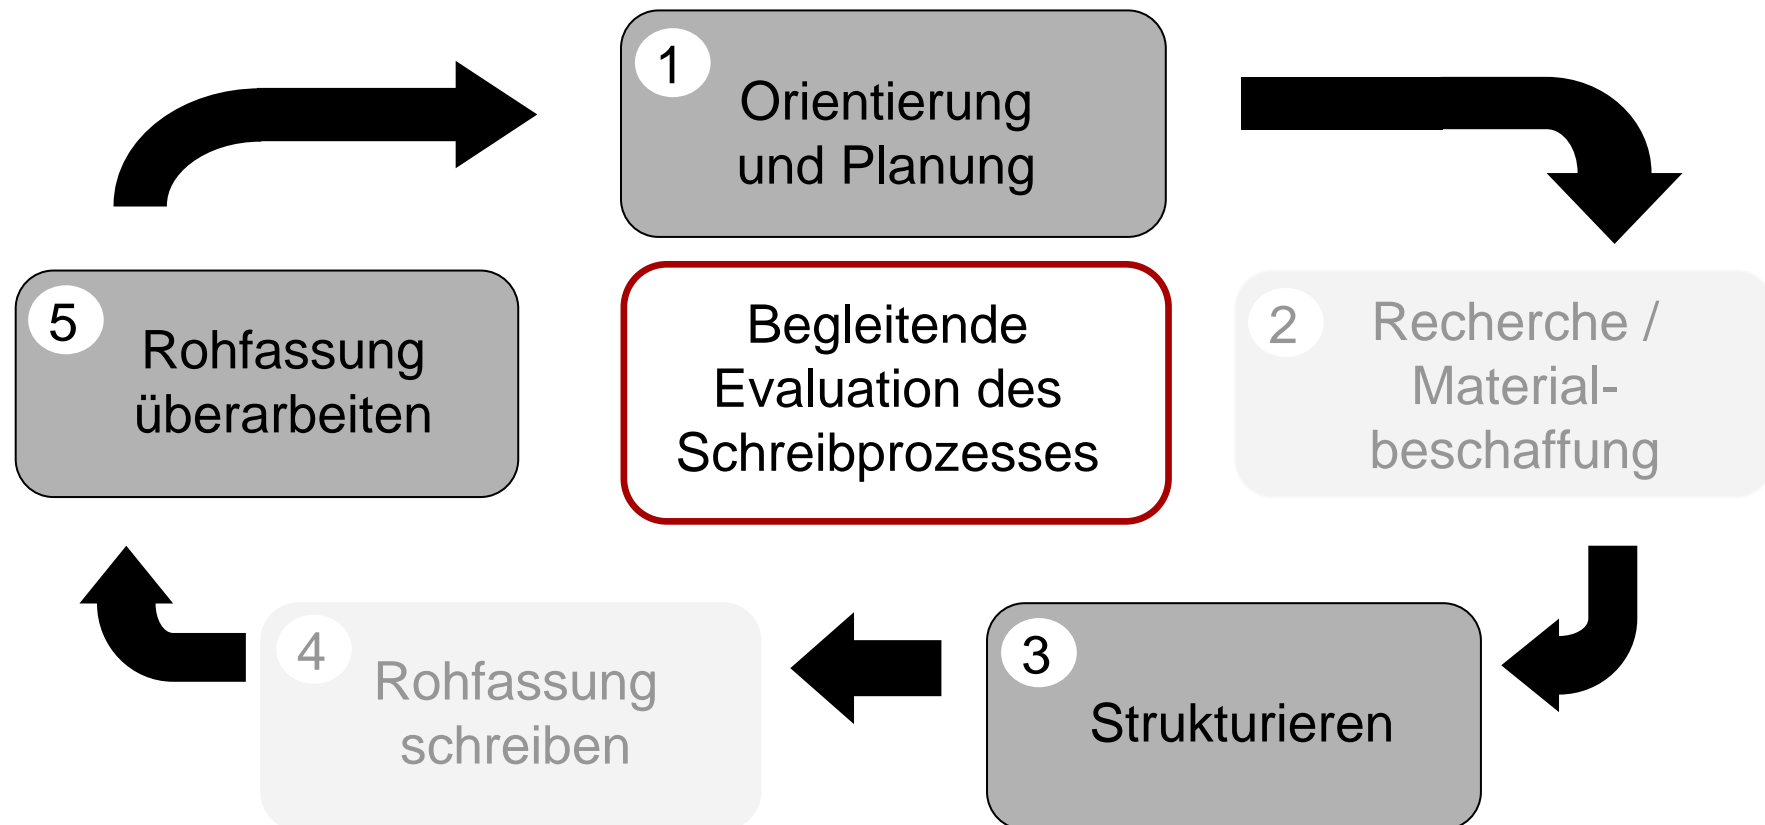 1
Orientierung
und Planung
Begleitende
Evaluation des
Schreibprozesses
2
Recherche /
Material-
beschaffung
3
Strukturieren
4
Rohfassung
schreiben
5
Rohfassung
überarbeiten